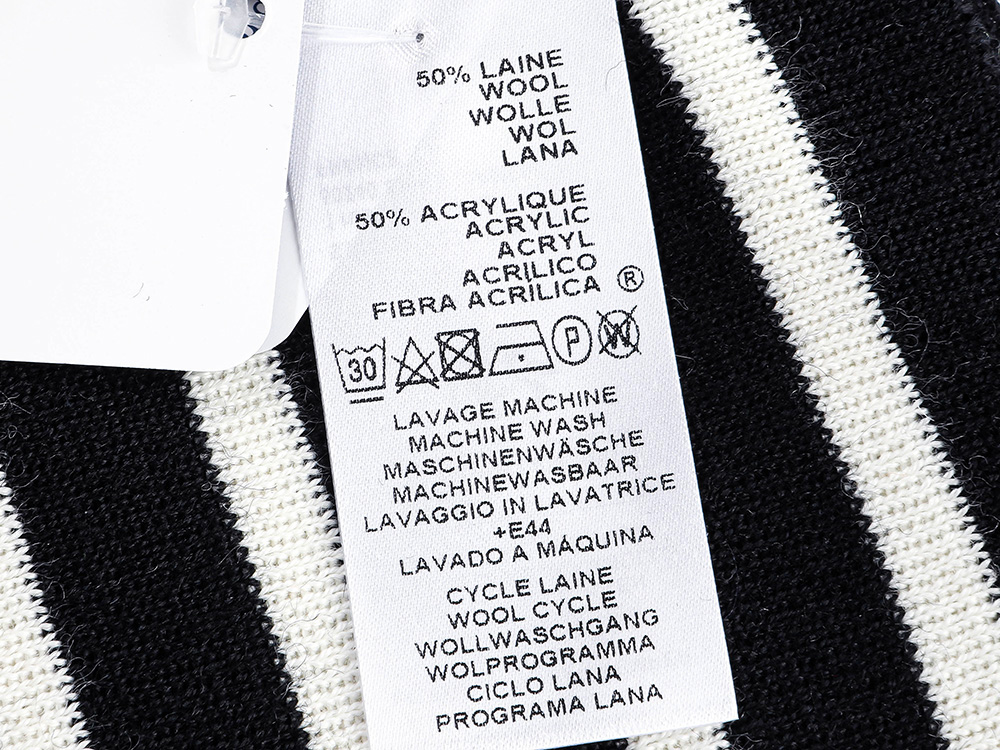 50% LAINE
WOOL
WOLLE
WOL
LANA
50% ACRYLIQUE
ACRYLIC
ACRYL
ACRILICO
FIBRA ACRÍLICA ®
30 P W
LAVAGE MACHINE
MACHINE WASH
MASCHINENWÄSCHE
MACHINEWASBAAR
LAVAGGIO IN LAVATRICE
+E44
LAVADO A MÁQUINA
CYCLE LAINE
WOOL CYCLE
WOLLWASCHGANG
WOLPROGRAMMA
CICLO LANA
PROGRAMA LANA